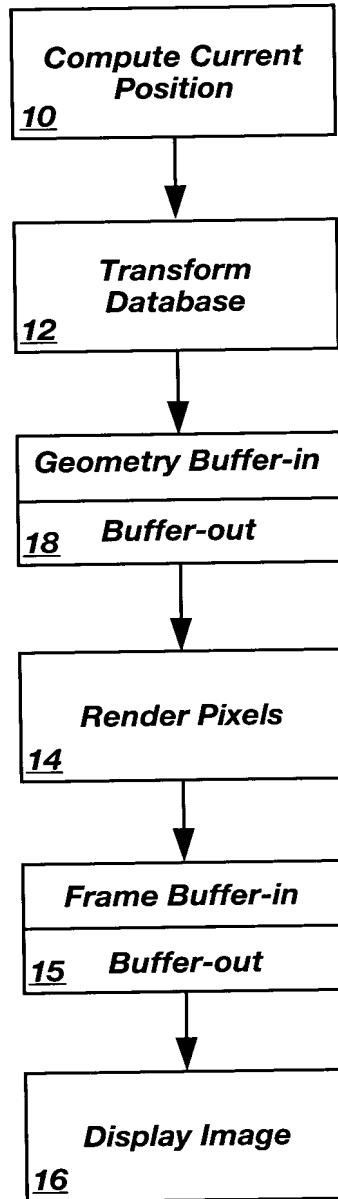 Compute Current
Position
10
Transform
Database
12
Geometry Buffer-in
Buffer-out
18
Render Pixels
14
Frame Buffer-in
Buffer-out
15
Display Image
16